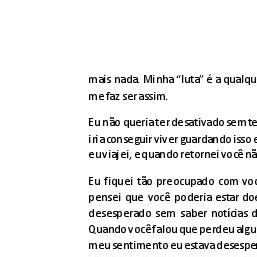 mais nada. Minha “luta” é a qualqu
me faz ser assim.
Eu não queria ter desativado sem te
iria conseguir viver guardando isso e
eu viajei, e quando retornei você nã
Eu fiquei tão preocupado com voc
pensei que você poderia estar doe
desesperado sem saber notícias d
Quando você falou que perdeu algu
meu sentimento eu estava desesper